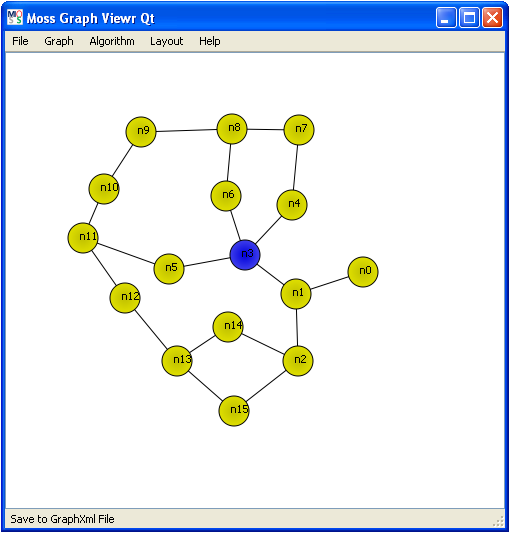 Moss Graph Viewr Qt
File Graph Algorithm Layout Help
n9 n8 n7
n10 n6 n4
n11 n5 n3 n0
n12 n1
n14
n13 n2
n15
Save to GraphXml File